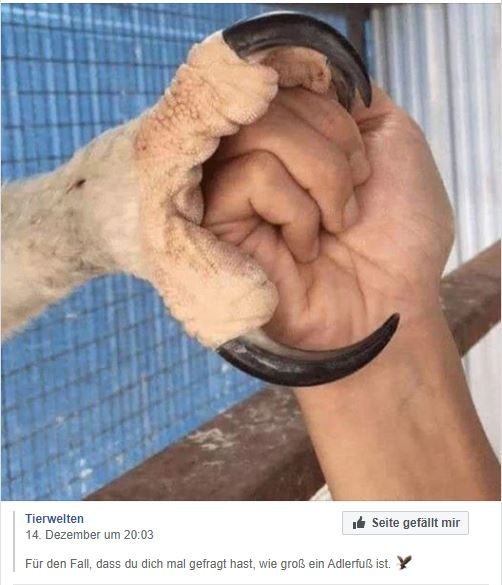 Tierwelten
Seite gefällt mir
14. Dezember um 20:03
Für den Fall, dass du dich mal gefragt hast, wie groß ein Adlerfuß ist.